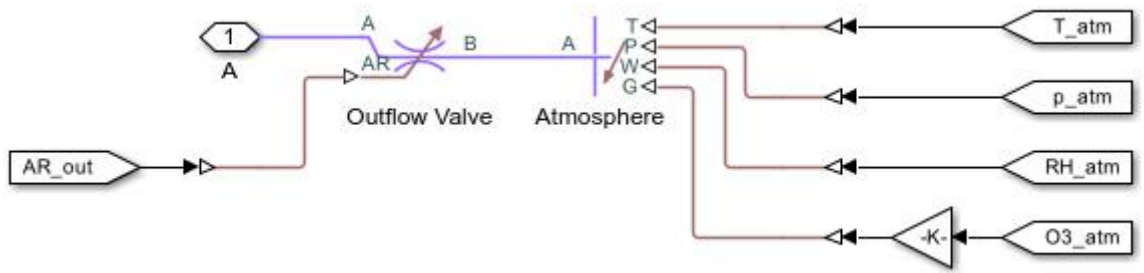 1
A
A
AR
B
A
T
P
W
G
Outflow Valve
Atmosphere
AR_out
T_atm
p_atm
RH_atm
-K-
O3_atm